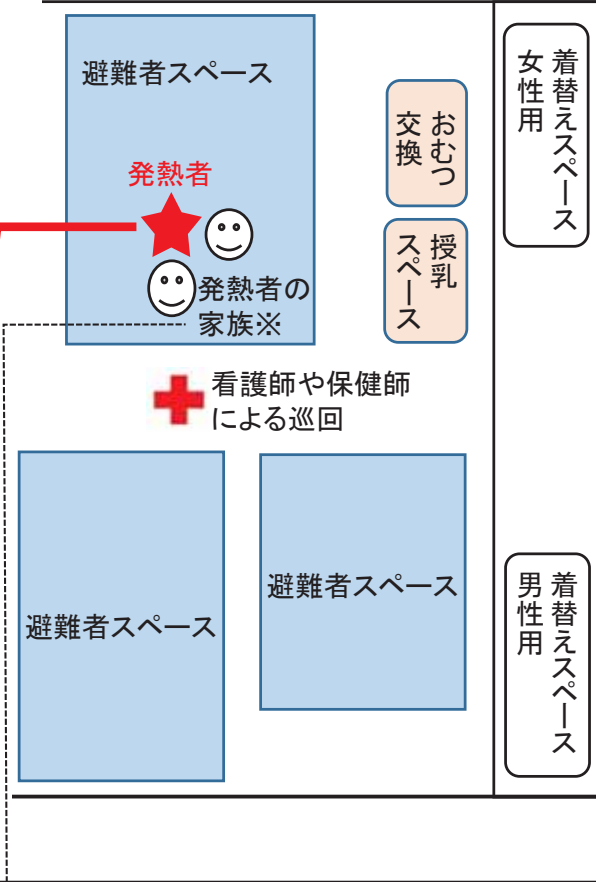 避難者スペース
発熱者
発熱者の
家族※
おむつ
交換
授乳
スペース
着替えスペース
女性用
看護師や保健師
による巡回
避難者スペース
避難者スペース
着替えスペース
男性用